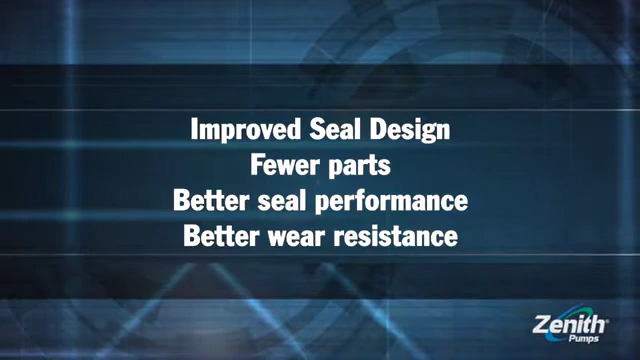 Improved Seal Design
Fewer parts
Better seal performance
Better wear resistance
Zenith®
Pumps